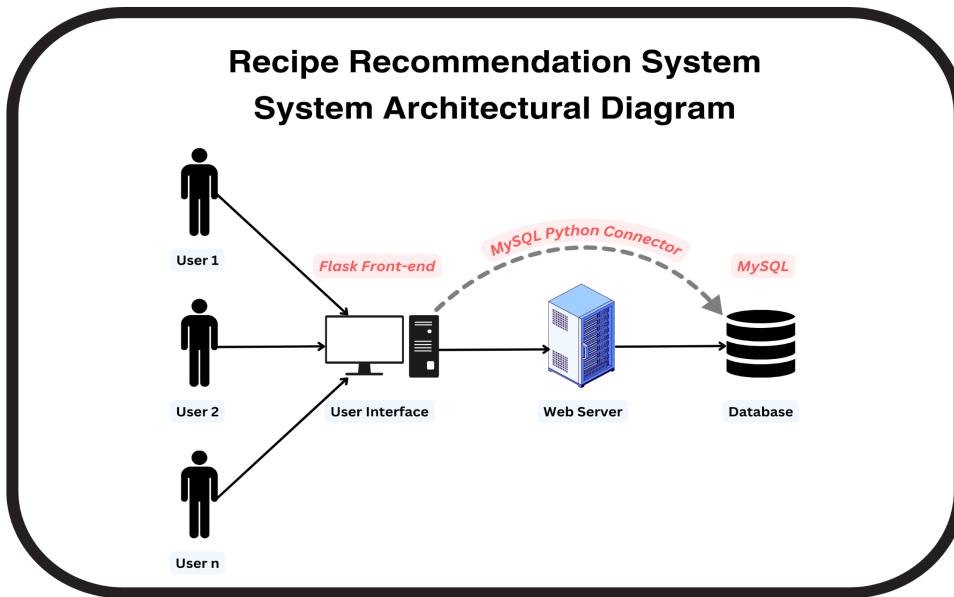 Recipe Recommendation System
System Architectural Diagram
User 1
Flask Front-end
MySQL Python Connector
MySQL
User 2
User Interface
Web Server
Database
User n